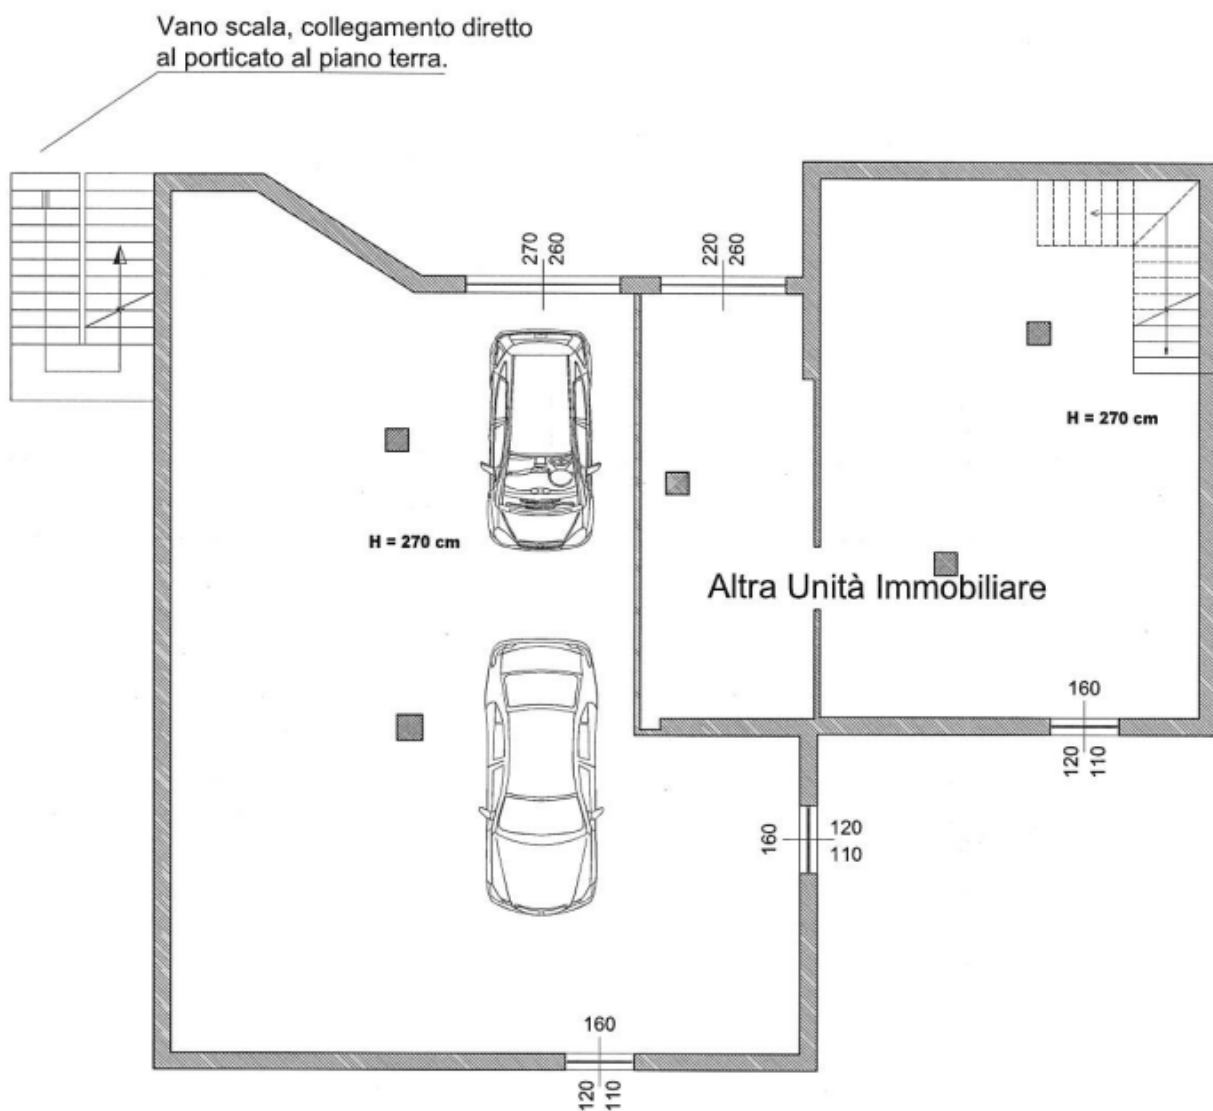 Vano scala, collegamento diretto
al porticato al piano terra.
270
260
220
260
H = 270 cm
H = 270 cm
Altra Unità Immobiliare
160
120
110
160
120
110
160
120
110